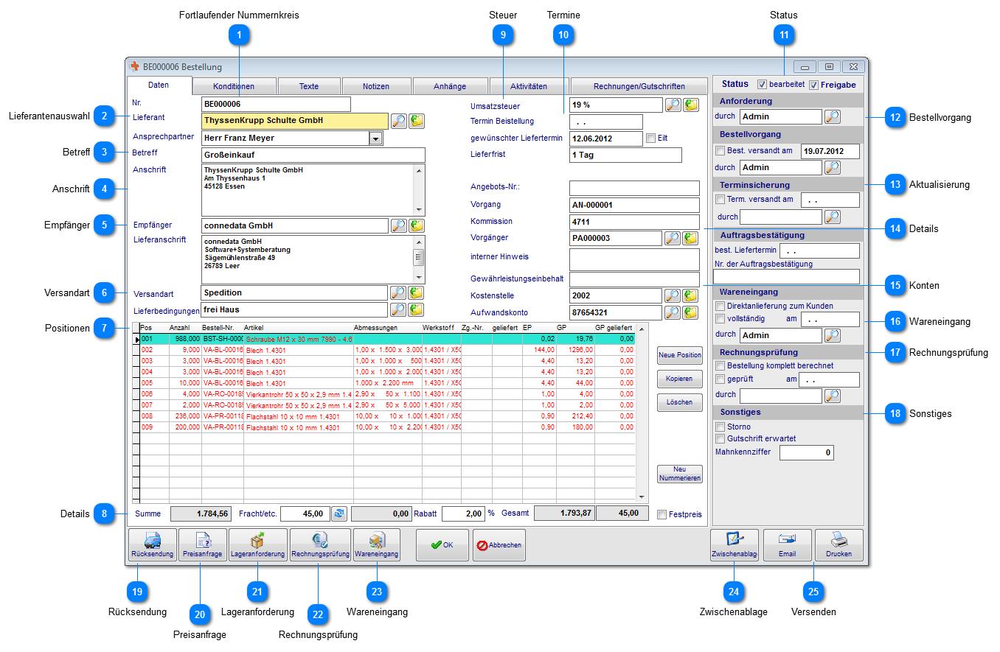 Fortlaufender Nummernkreis Steuer Termine Status
1 9 10 11
BE000006 Bestellung
Daten Konditionen Texte Notizen Anhänge Aktivitäten Rechnungen/Gutschriften
Status bearbeitet Freigabe
Nr. BE000006
Lieferantenauswahl 2
Lieferant ThyssenKrupp Schulte GmbH
Ansprechpartner Herr Franz Meyer
Betreff 3
Betreff Großeinkauf
Anschrift 4
Anschrift ThyssenKrupp Schulte GmbH
Am Thyssenhaus 1
45128 Essen
Empfänger 5
Empfänger connedata GmbH
Lieferanschrift connedata GmbH
Software+Systemberatung
Sägemühlenstraße 49
26789 Leer
Versandart 6
Versandart Spedition
Lieferbedingungen frei Haus
Umsatzsteuer 19 %
Termin Beistellung . .
gewünschter Liefertermin 12.06.2012 Eilt
Lieferfrist 1 Tag
Angebots-Nr.:
Vorgang AN-000001
Kommission 4711
Vorgänger PA000003
interner Hinweis
Gewährleistungseinbehalt
Kostenstelle 2002
Aufwandskonto 87654321
Anforderung
durch Admin
12 Bestellvorgang
Bestellvorgang
Best. versandt am 19.07.2012
durch Admin
13 Aktualisierung
Terminsicherung
Term. versandt am . .
durch
14 Details
Auftragsbestätigung
best. Liefertermin . .
Nr. der Auftragsbestätigung
15 Konten
Wareneingang
Direktanlieferung zum Kunden
vollständig am . .
16 Wareneingang
durch Admin
Rechnungsprüfung
17 Rechnungsprüfung
Bestellung komplett berechnet
geprüft am . .
durch
Sonstiges
18 Sonstiges
Storno
Gutschrift erwartet
Mahnkennziffer 0
Positionen 7
Pos Anzahl Bestell-Nr. Artikel Abmessungen Werkstoff Zg.-Nr. geliefert EP GP GP geliefert
001 988,000 BST-SH-0000 Schraube M12 x 30 mm 7990 - 4.6 0,02 19,76 0,00
002 9,000 VA-BL-00016 Blech 1.4301 1,00 x 1.500 x 3.000 1.4301 / X5C 144,00 1296,00 0,00
003 3,000 VA-BL-00016 Blech 1.4301 1,00 x 1.000 x 500 1.4301 / X5C 4,40 13,20 0,00
004 3,000 VA-BL-00016 Blech 1.4301 1,00 x 1.000 x 2.000 1.4301 / X5C 4,40 13,20 0,00
005 10,000 VA-BL-00016 Blech 1.4301 1.000 x 2.200 mm 1.4301 / X5C 4,40 44,00 0,00
006 4,000 VA-RO-00189 Vierkantrohr 50 x 50 x 2,9 mm 1.4 2,90 x 50 x 1.100 1.4301 / X5C 1,00 4,00 0,00
007 2,000 VA-RO-00189 Vierkantrohr 50 x 50 x 2,9 mm 1.4 2,90 x 50 x 5.000 1.4301 / X5C 1,00 2,00 0,00
008 236,000 VA-PR-00118 Flachstahl 10 x 10 mm 1.4301 10,00 x 10 x 1.000 1.4301 / X5C 0,90 212,40 0,00
009 200,000 VA-PR-00118 Flachstahl 10 x 10 mm 1.4301 10,00 x 10 x 2.200 1.4301 / X5C 0,90 180,00 0,00
Neue Position
Kopieren
Löschen
Neu
Nummerieren
Details 8
Summe 1.784,56 Fracht/etc. 45,00 0,00 Rabatt 2,00 % Gesamt 1.793,87 45,00 Festpreis
Rücksendung Preisanfrage Lageranforderung Rechnungsprüfung Wareneingang OK Abbrechen Zwischenablag Email Drucken
19 20 21 22 23 24 25
Rücksendung Lageranforderung Wareneingang Zwischenablage Versenden
Preisanfrage Rechnungsprüfung